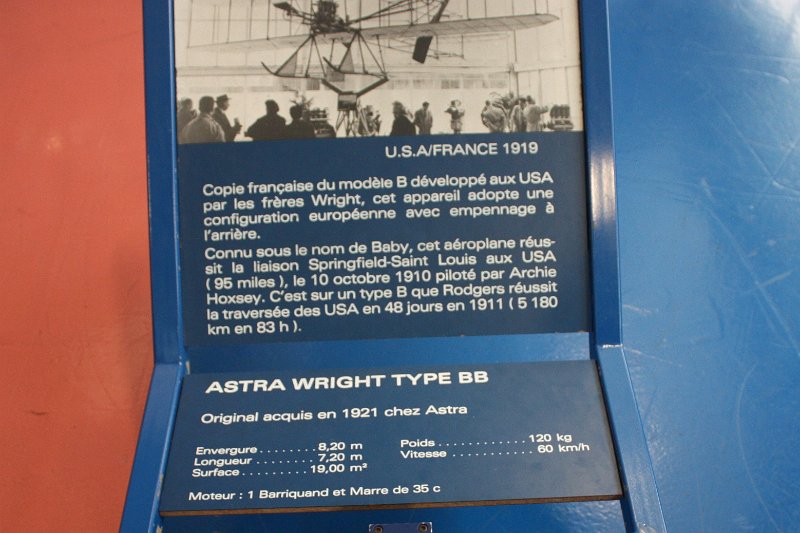 U.S.A/FRANCE 1919
Copie française du modèle B développé aux USA
par les frères Wright, cet appareil adopte une
configuration européenne avec empennage à
l'arrière.
Connu sous le nom de Baby, cet aéroplane réus-
sit la liaison Springfield-Saint Louis aux USA
( 95 miles ), le 10 octobre 1910 piloté par Archie
Hoxsey. C'est sur un type B que Rodgers réussit
la traversée des USA en 48 jours en 1911 ( 5 180
km en 83 h ).
ASTRA WRIGHT TYPE BB
Original acquis en 1921 chez Astra
Envergure ........ 8,20 m
Longueur ........ 7,20 m
Surface .......... 19,00 m²
Poids ............ 120 kg
Vitesse ........... 60 km/h
Moteur : 1 Barriquand et Marre de 35 c